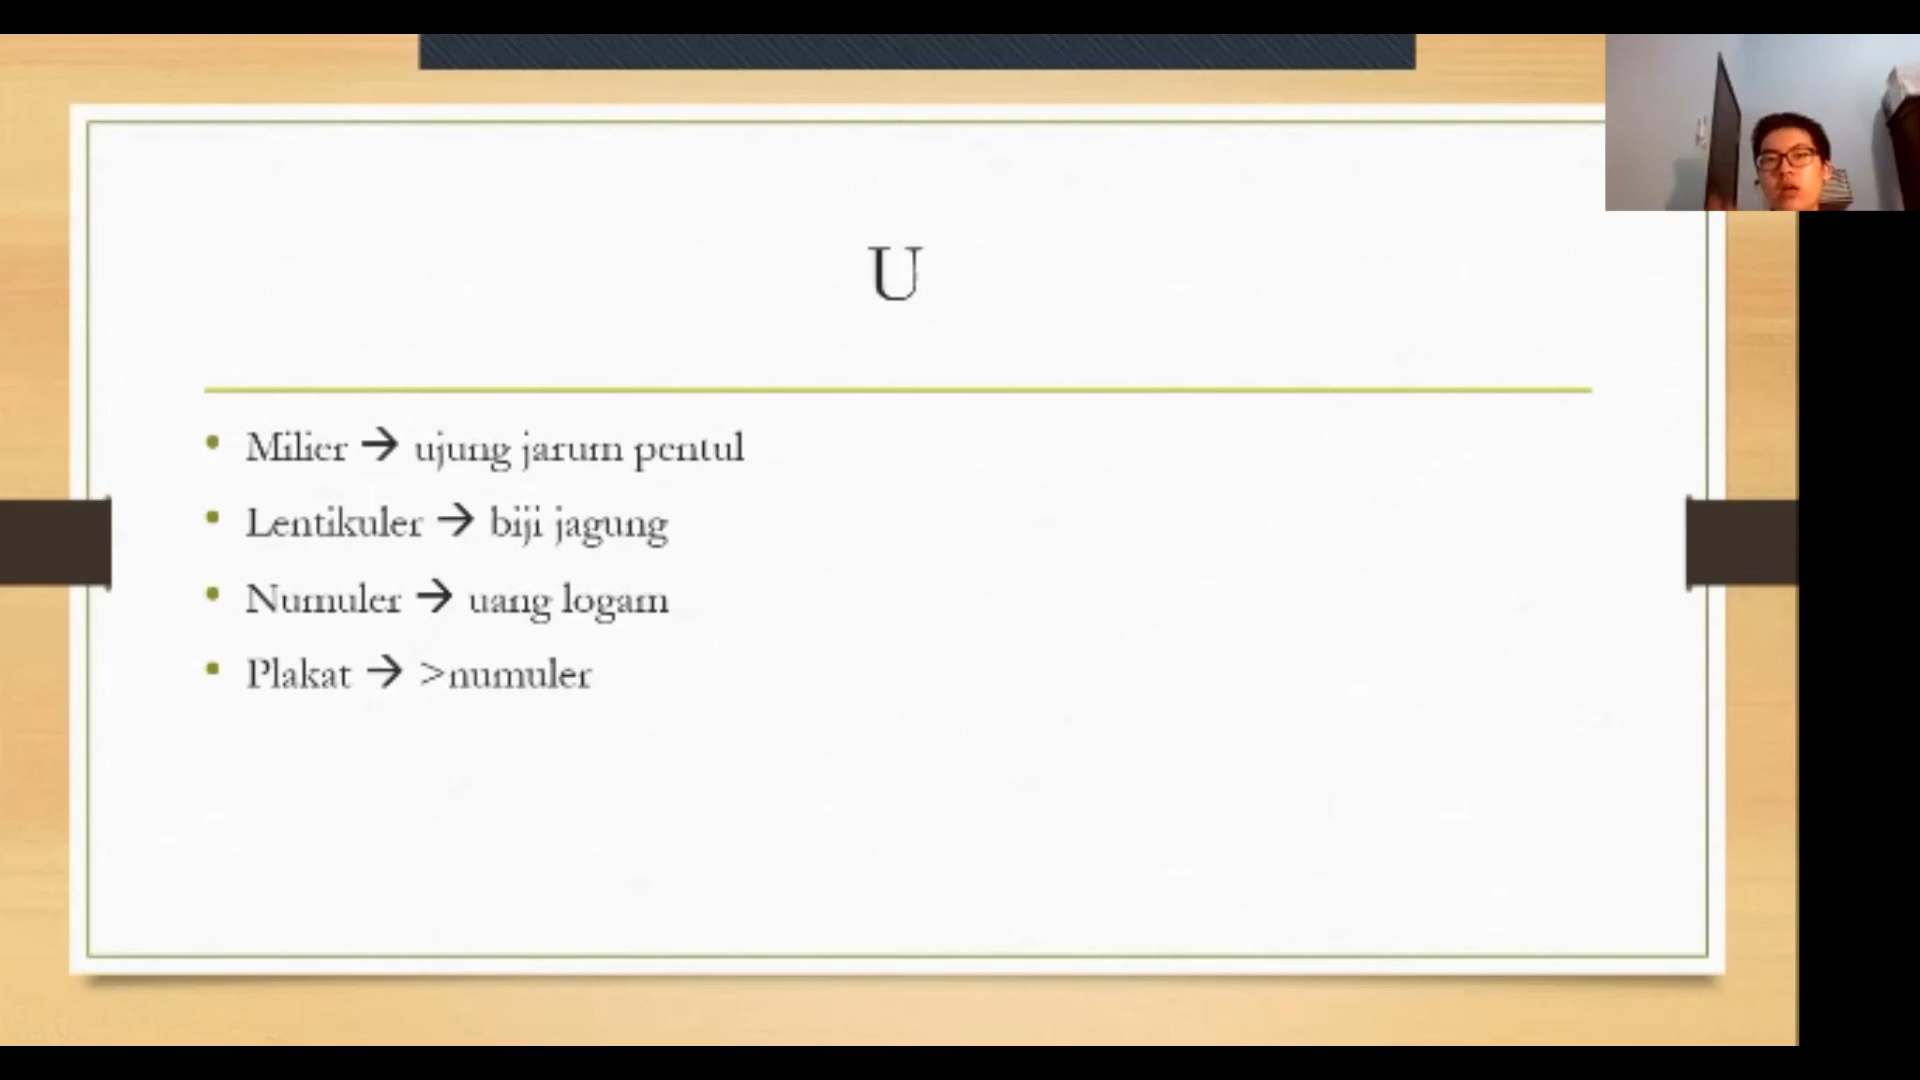 U
• Milier → ujung jarum pentul
• Lentikuler → biji jagung
• Numuler → uang logam
• Plakat → >numuler